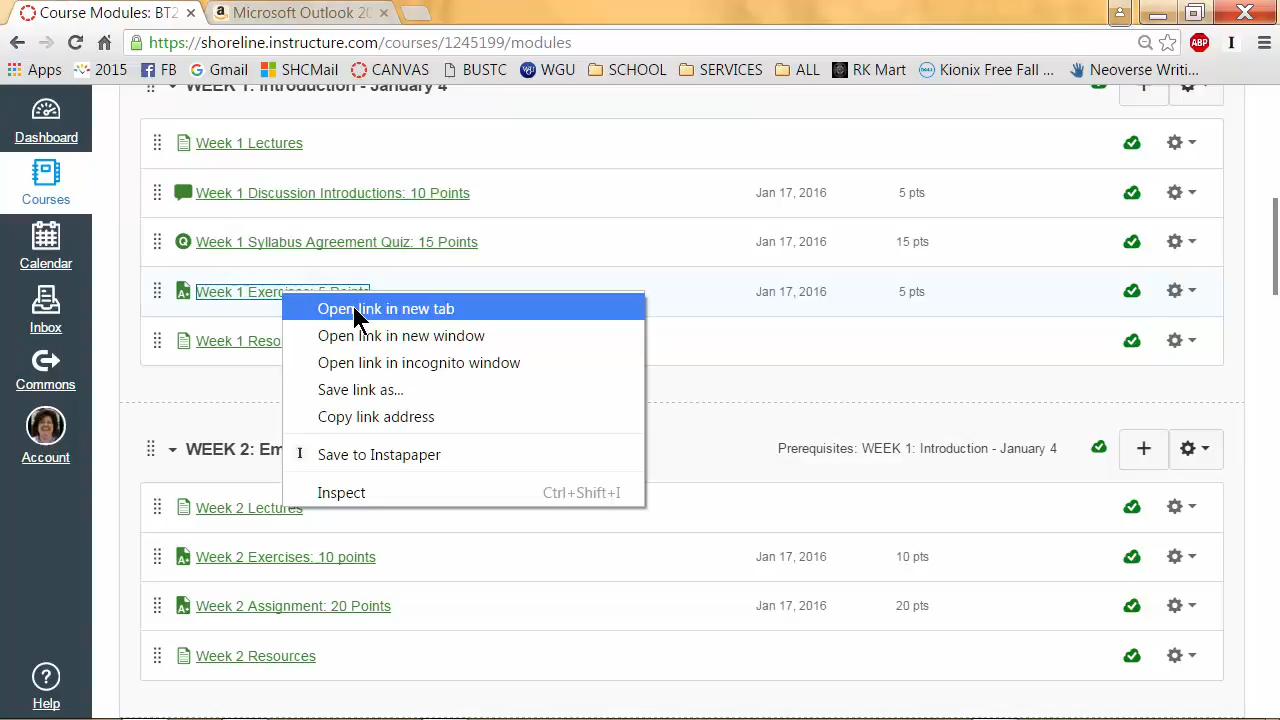 Course Modules: BT2
Microsoft Outlook 20
https://shoreline.instructure.com/courses/1245199/modules
ABP I
Apps 2015 FB Gmail SHCMail CANVAS BUSTC WGU SCHOOL SERVICES ALL RK Mart Kionix Free Fall ... Neoverse Writi...
WEEK 1: Introduction - January 4
Dashboard
Courses
Calendar
Inbox
Commons
Account
Help
Week 1 Lectures
Week 1 Discussion Introductions: 10 Points Jan 17, 2016 5 pts
Week 1 Syllabus Agreement Quiz: 15 Points Jan 17, 2016 15 pts
Week 1 Exercises: 5 Points Jan 17, 2016 5 pts
Week 1 Reso
Open link in new tab
Open link in new window
Open link in incognito window
Save link as...
Copy link address
I Save to Instapaper
Inspect Ctrl+Shift+I
WEEK 2: Em Prerequisites: WEEK 1: Introduction - January 4
Week 2 Lectures
Week 2 Exercises: 10 points Jan 17, 2016 10 pts
Week 2 Assignment: 20 Points Jan 17, 2016 20 pts
Week 2 Resources